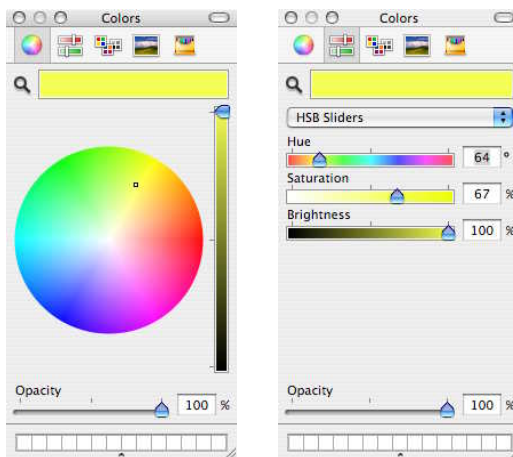 Colors
Opacity
100 %
Colors
HSB Sliders
Hue
64 °
Saturation
67 %
Brightness
100 %
Opacity
100 %